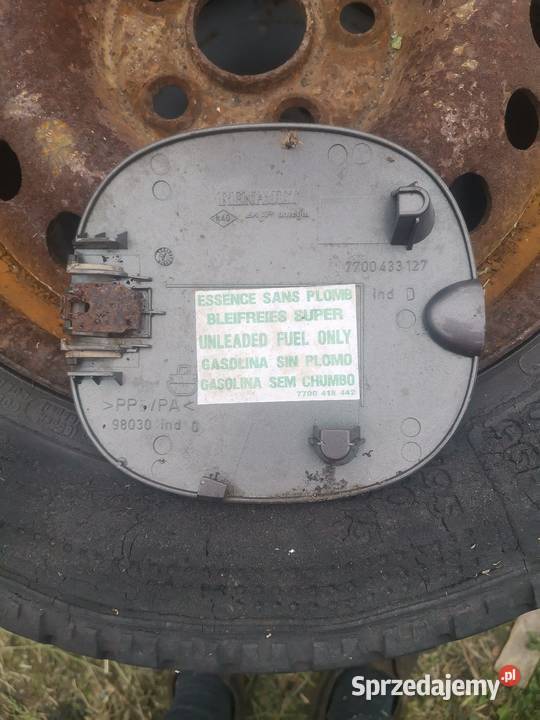 RENAULT
7700 433 127
ind D
ESSENCE SANS PLOMB
BLEIFREIES SUPER
UNLEADED FUEL ONLY
GASOLINA SIN PLOMO
GASOLINA SEM CHUMBO
7700 418 442
98030 ind G
Sprzedajemy.pl